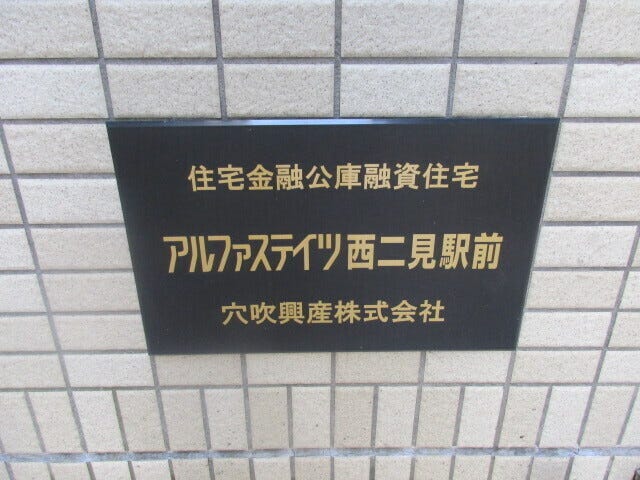 住宅金融公庫融資住宅
アルファステイツ西二見駅前
穴吹興産株式会社